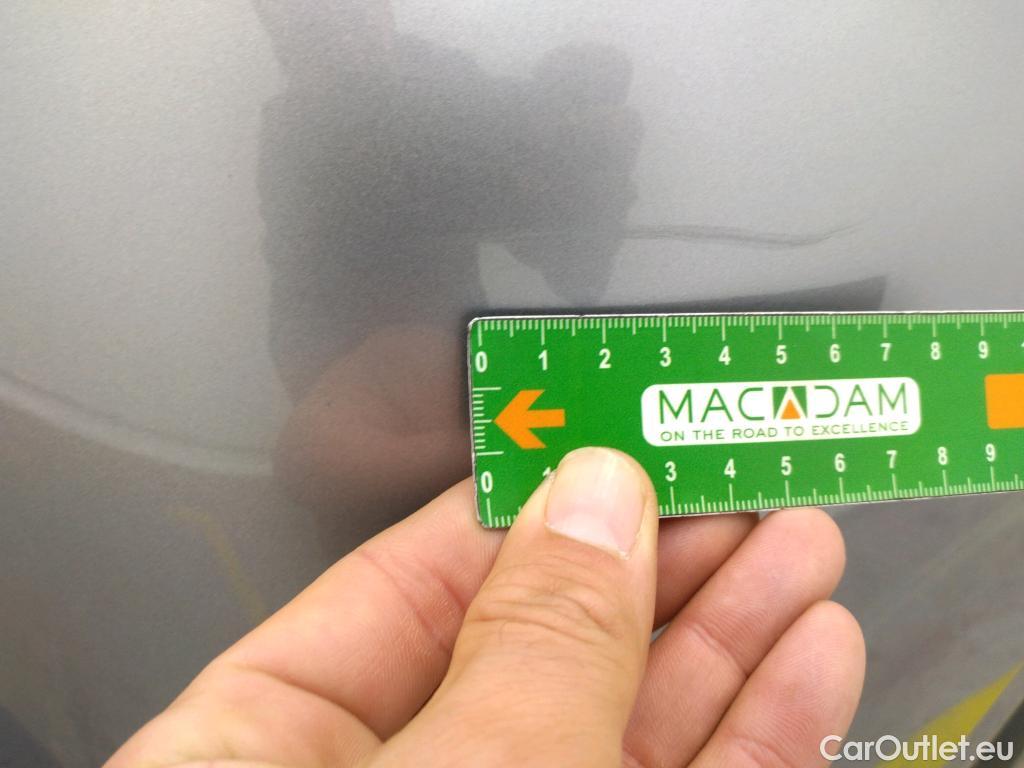 0 1 2 3 4 5 6 7 8 9
MACADAM
ON THE ROAD TO EXCELLENCE
0 1 3 4 5 6 7 8 9
CarOutlet.eu